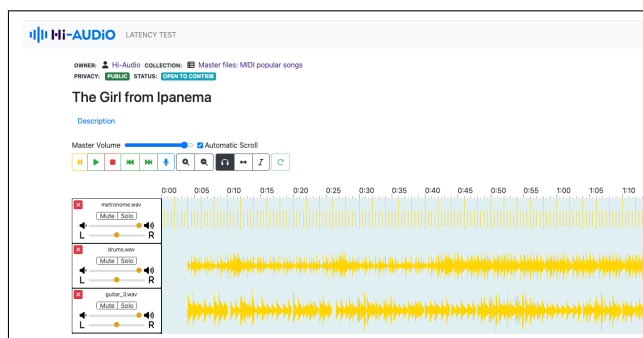 Hi-AUDiO LATENCY TEST
OWNER: Hi-Audio COLLECTION: Master files: MIDI popular songs
PRIVACY: PUBLIC STATUS: OPEN TO CONTRIB
The Girl from Ipanema
Description
Master Volume Automatic Scroll
0:00 0:05 0:10 0:15 0:20 0:25 0:30 0:35 0:40 0:45 0:50 0:55 1:00 1:05 1:10
metronome.wav
Mute Solo
L R
drums.wav
Mute Solo
L R
guitar_3.wav
Mute Solo
L R